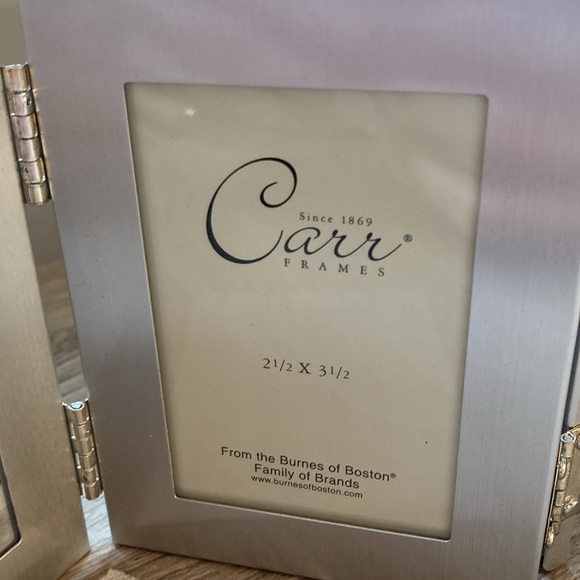 Since 1869
Carr®
FRAMES
2 1/2 X 3 1/2
From the Burnes of Boston®
Family of Brands
www.burnesofboston.com